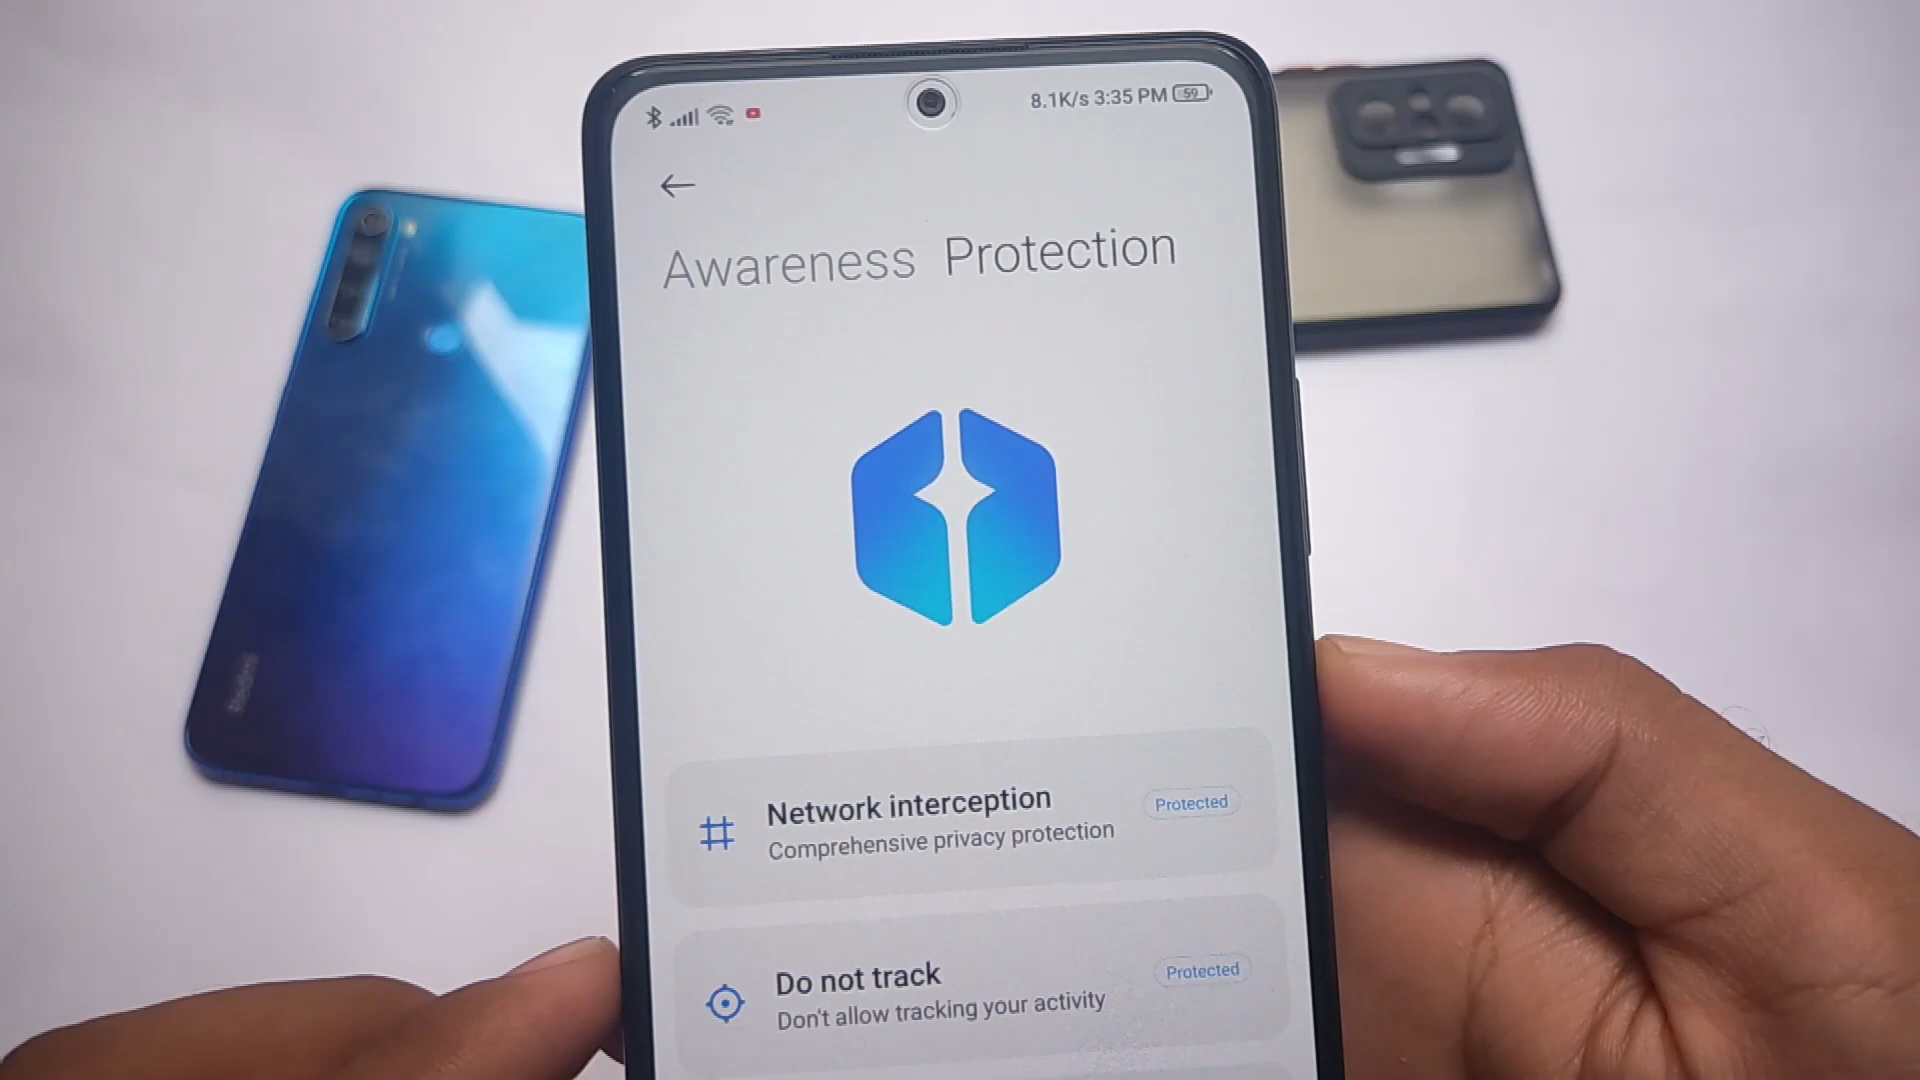 8.1K/s 3:35 PM 59
Awareness Protection
Network interception
Protected
Comprehensive privacy protection
Do not track
Protected
Don't allow tracking your activity
Redmi